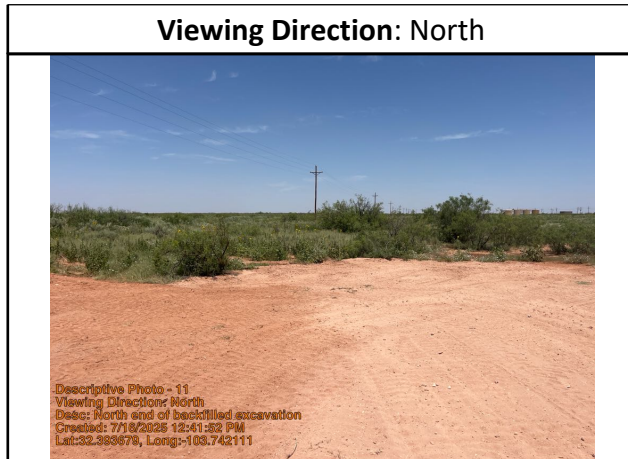 Viewing Direction: North
Descriptive Photo - 11
Viewing Direction: North
Desc: North end of backfilled excavation
Created: 7/16/2025 12:41:52 PM
Lat:32.393679, Long:-103.742111